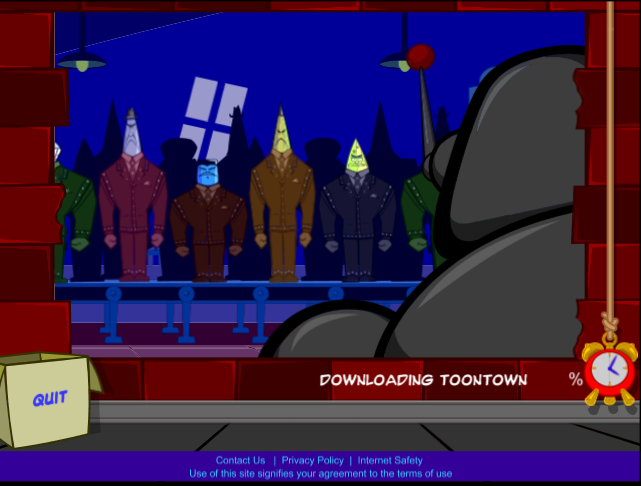 DOWNLOADING TOONTOWN %
QUIT
Contact Us | Privacy Policy | Internet Safety
Use of this site signifies your agreement to the terms of use